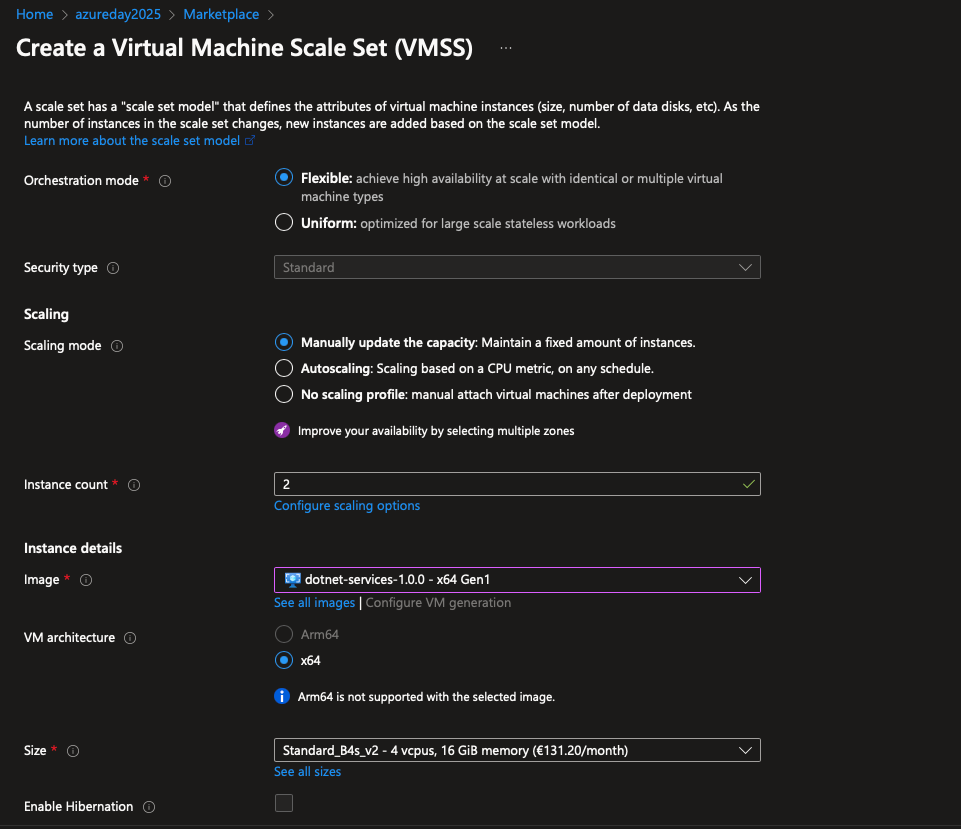 Home > azureday2025 > Marketplace >
Create a Virtual Machine Scale Set (VMSS) ...
A scale set has a "scale set model" that defines the attributes of virtual machine instances (size, number of data disks, etc). As the
number of instances in the scale set changes, new instances are added based on the scale set model.
Learn more about the scale set model
Orchestration mode *
Flexible: achieve high availability at scale with identical or multiple virtual
machine types
Uniform: optimized for large scale stateless workloads
Security type
Standard
Scaling
Scaling mode
Manually update the capacity: Maintain a fixed amount of instances.
Autoscaling: Scaling based on a CPU metric, on any schedule.
No scaling profile: manual attach virtual machines after deployment
Improve your availability by selecting multiple zones
Instance count *
2
Configure scaling options
Instance details
Image *
dotnet-services-1.0.0 - x64 Gen1
See all images | Configure VM generation
VM architecture
Arm64
x64
Arm64 is not supported with the selected image.
Size *
Standard_B4s_v2 - 4 vcpus, 16 GiB memory (€131.20/month)
See all sizes
Enable Hibernation